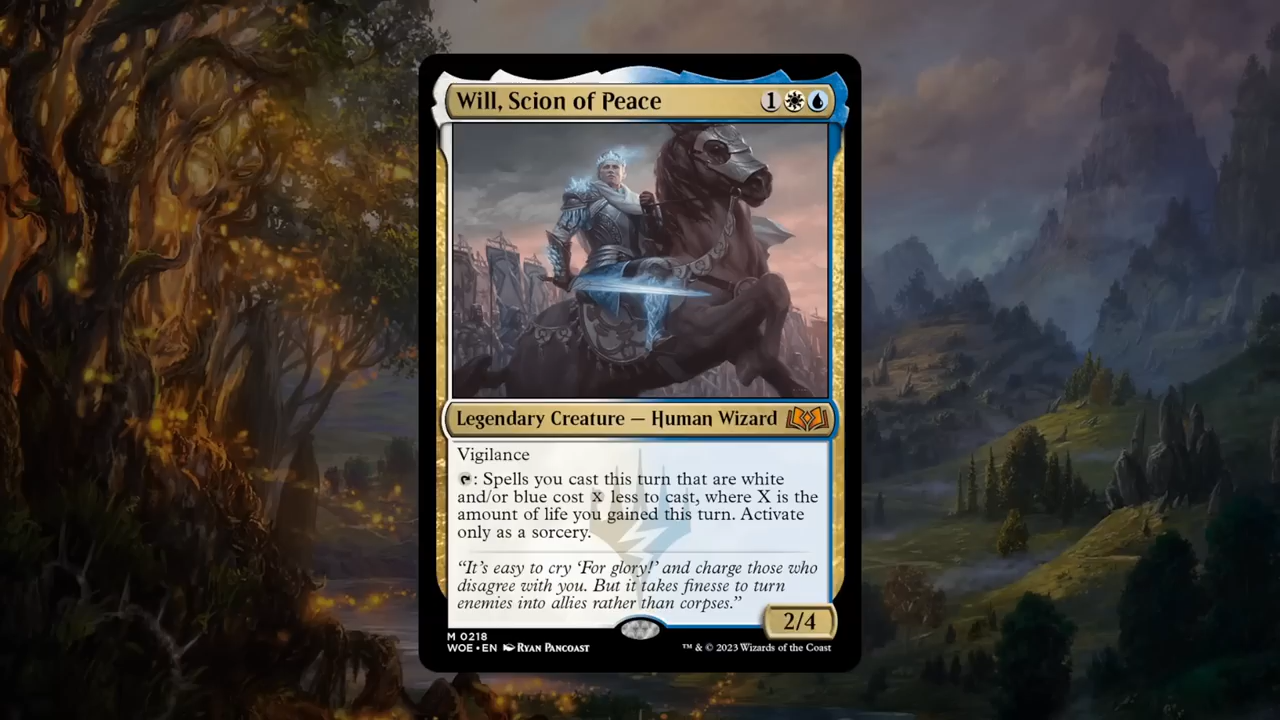 Will, Scion of Peace 1
Legendary Creature — Human Wizard
Vigilance
: Spells you cast this turn that are white
and/or blue cost X less to cast, where X is the
amount of life you gained this turn. Activate
only as a sorcery.
“It’s easy to cry ‘For glory!’ and charge those who
disagree with you. But it takes finesse to turn
enemies into allies rather than corpses.”
2/4
M 0218
WOE • EN RYAN PANCOAST
™ & © 2023 Wizards of the Coast